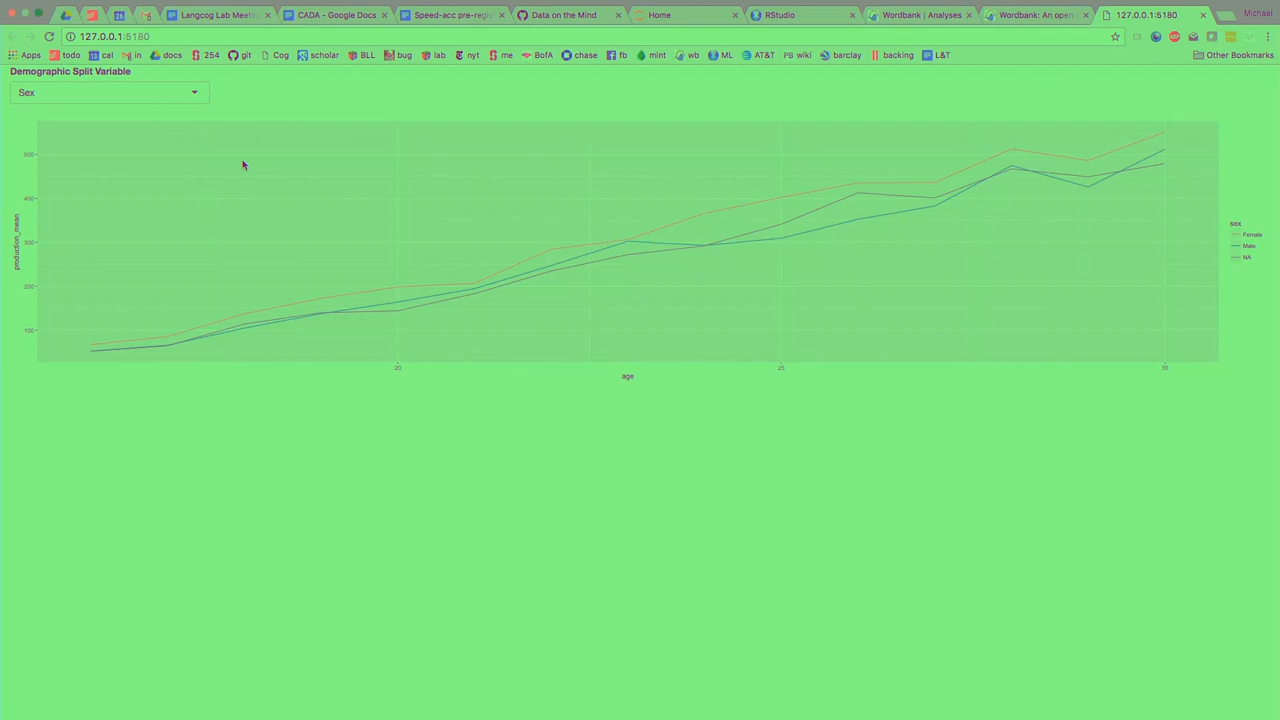 Langcog Lab Meetin
CADA - Google Docs
Speed-acc pre-regis
Data on the Mind
Home
RStudio
Wordbank | Analyses
Wordbank: An open
127.0.0.1:5180
Michael
127.0.0.1:5180
Apps todo cal in docs 254 git Cog scholar BLL bug lab nyt me BofA chase fb mint wb ML AT&T PB wiki barclay backing L&T Other Bookmarks
Demographic Split Variable
Sex
500
400
300
200
100
production_mean
20
25
30
age
sex
Female
Male
NA